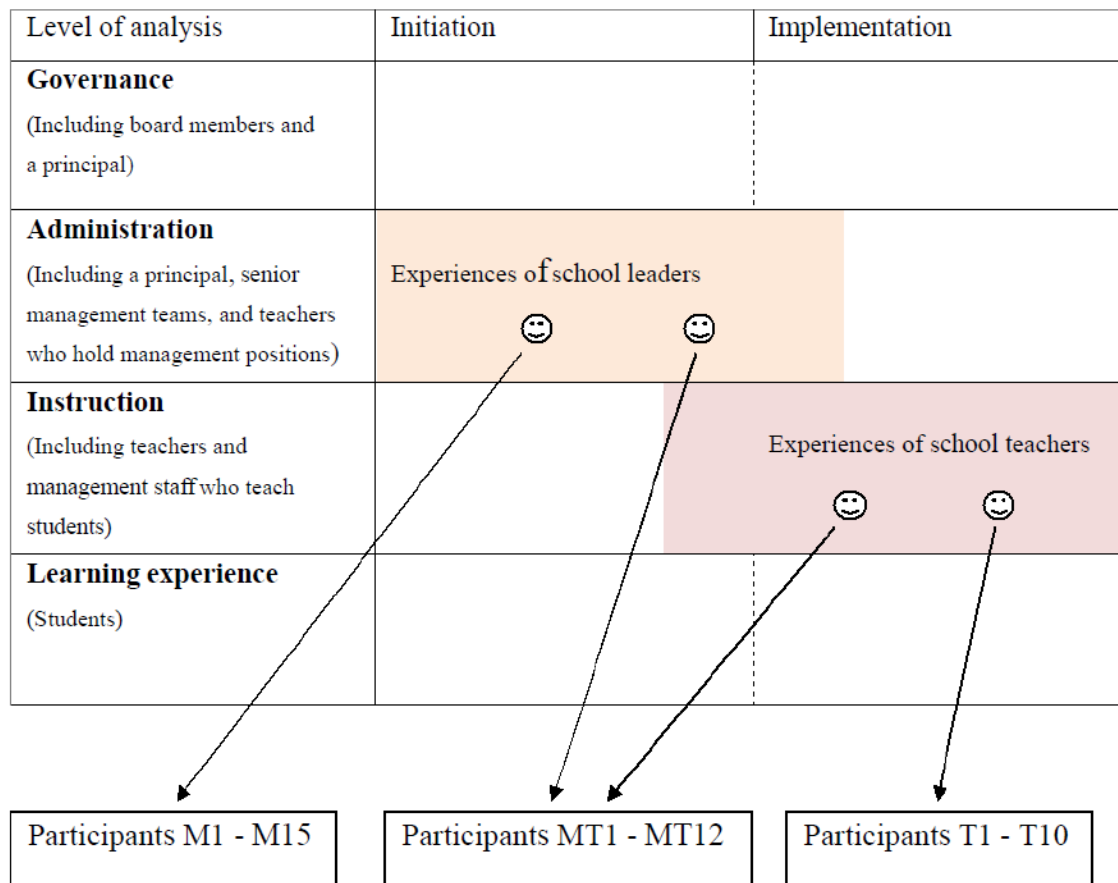 Level of analysis
Initiation
Implementation
Governance
(Including board members and
a principal)
Administration
(Including a principal, senior
management teams, and teachers
who hold management positions)
Experiences of school leaders
Instruction
(Including teachers and
management staff who teach
students)
Experiences of school teachers
Learning experience
(Students)
Participants M1 - M15
Participants MT1 - MT12
Participants T1 - T10